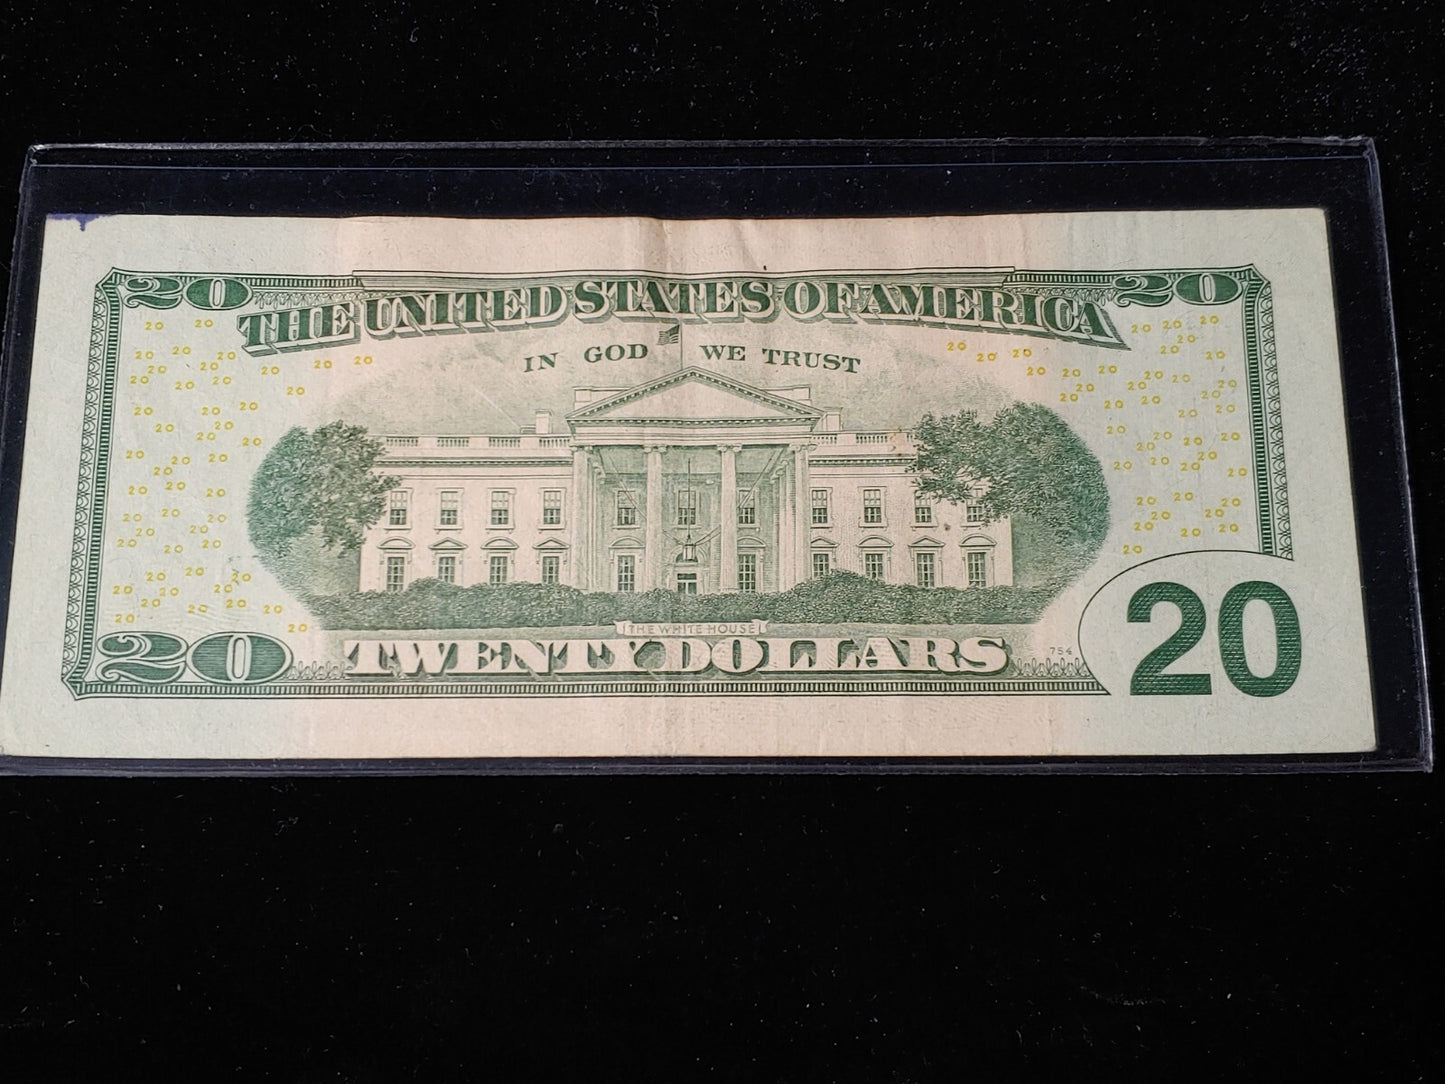 20 THE UNITED STATES OF AMERICA 20
IN GOD WE TRUST
THE WHITE HOUSE
20 TWENTY DOLLARS 754 20